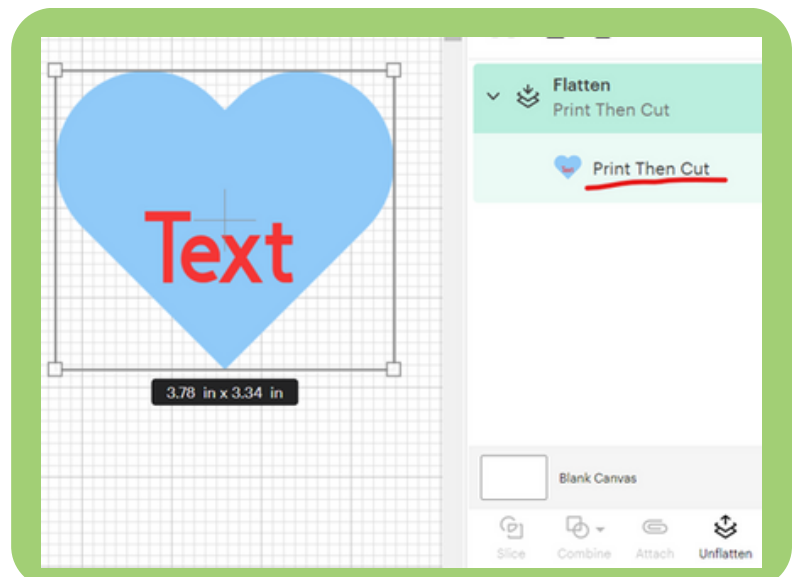 Flatten
Print Then Cut
Print Then Cut
Text
3.78 in x 3.34 in
Blank Canvas
Slice Combine Attach Unflatten